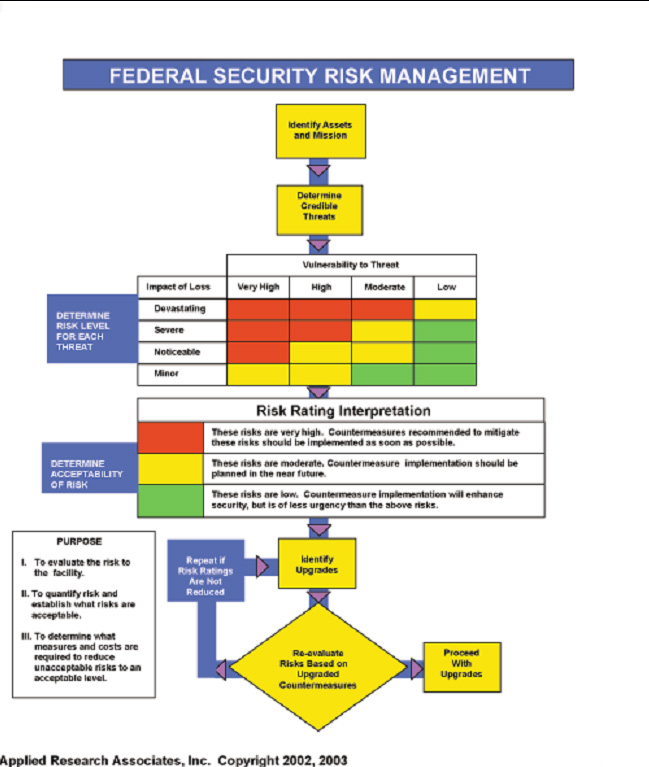 FEDERAL SECURITY RISK MANAGEMENT
Identify Assets
and Mission
Determine
Credible
Threats
Vulnerability to Threat
Impact of Loss
Very High
High
Moderate
Low
Devastating
Severe
Noticeable
Minor
DETERMINE
RISK LEVEL
FOR EACH
THREAT
Risk Rating Interpretation
These risks are very high. Countermeasures recommended to mitigate
these risks should be implemented as soon as possible.
These risks are moderate. Countermeasure implementation should be
planned in the near future.
These risks are low. Countermeasure implementation will enhance
security, but is of less urgency than the above risks.
DETERMINE
ACCEPTABILITY
OF RISK
PURPOSE
I. To evaluate the risk to
the facility.
II. To quantify risk and
establish what risks are
acceptable.
III. To determine what
measures and costs are
required to reduce
unacceptable risks to an
acceptable level.
Repeat if
Risk Ratings
Are Not
Reduced
Identify
Upgrades
Re-evaluate
Risks Based on
Upgraded
Countermeasures
Proceed
With
Upgrades
Applied Research Associates, Inc. Copyright 2002, 2003